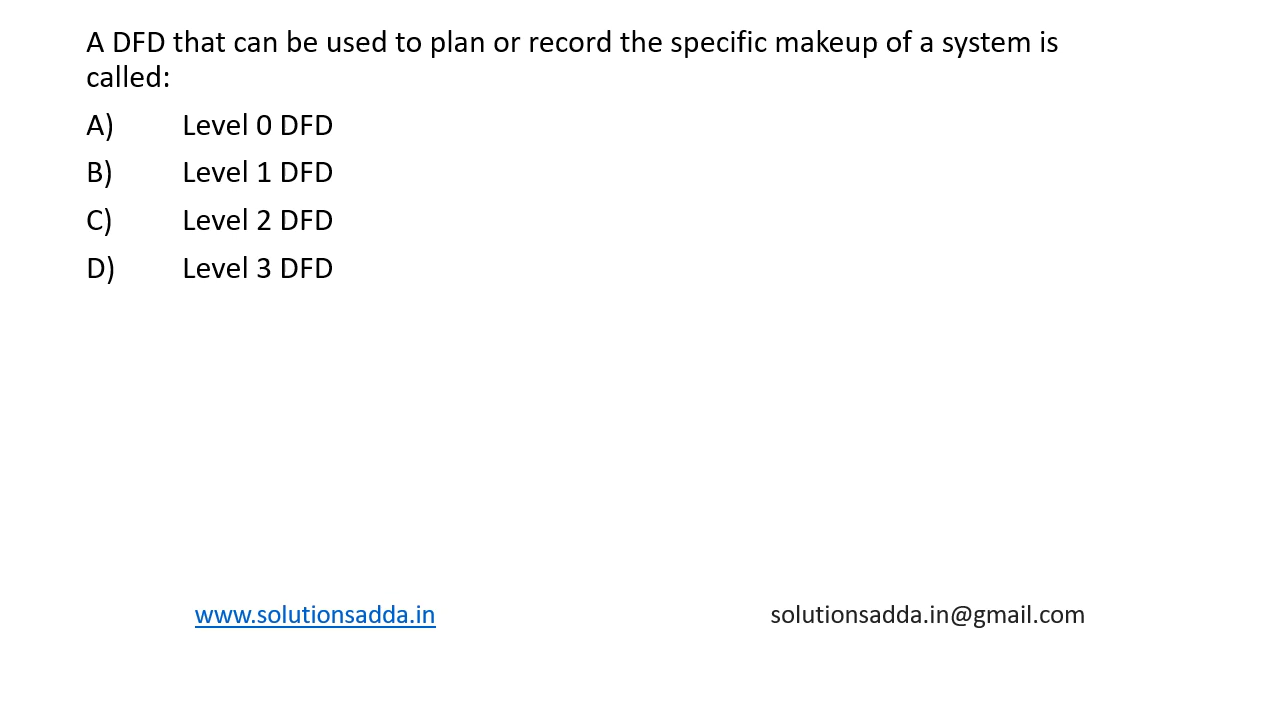 A DFD that can be used to plan or record the specific makeup of a system is
called:
A) Level 0 DFD
B) Level 1 DFD
C) Level 2 DFD
D) Level 3 DFD
www.solutionsadda.in solutionsadda.in@gmail.com